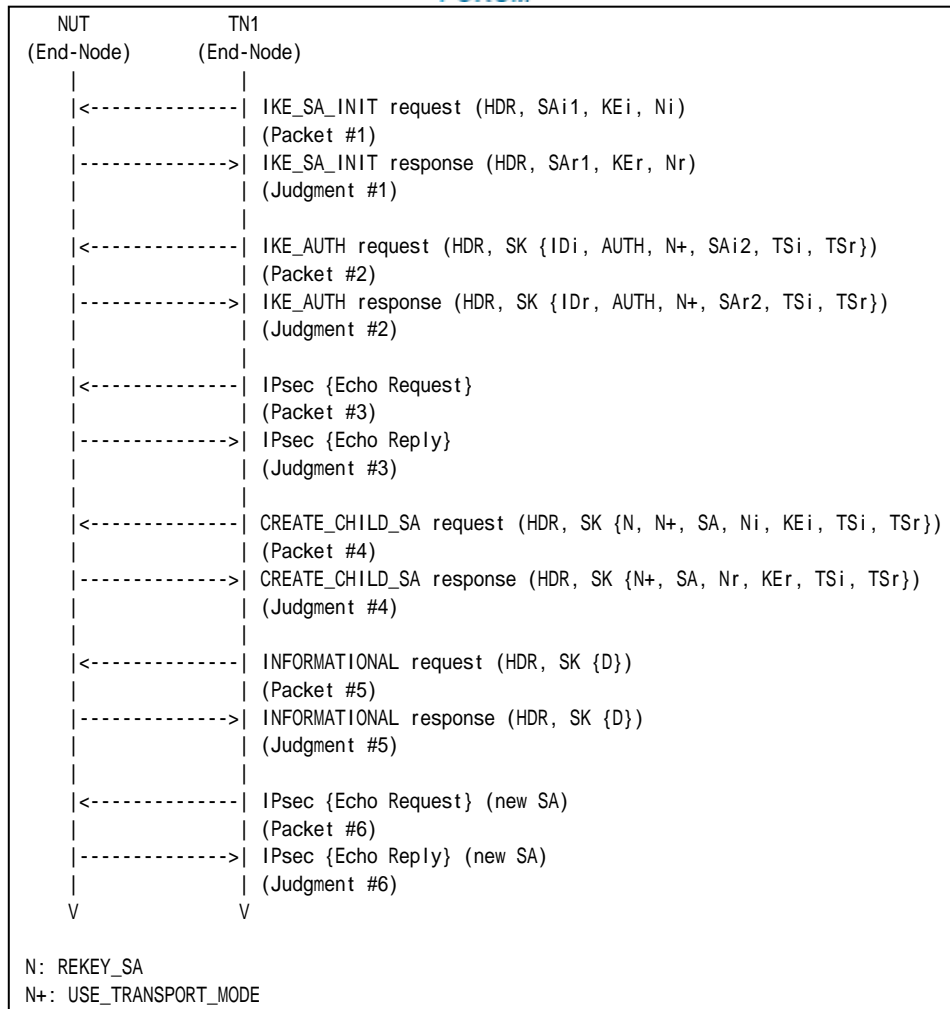 NUT TN1
(End-Node) (End-Node)
| |
|<--------------| IKE_SA_INIT request (HDR, SAi1, KEi, Ni)
| | (Packet #1)
|-------------->| IKE_SA_INIT response (HDR, SAr1, KEr, Nr)
| | (Judgment #1)
| |
|<--------------| IKE_AUTH request (HDR, SK {IDi, AUTH, N+, SAi2, TSi, TSr})
| | (Packet #2)
|-------------->| IKE_AUTH response (HDR, SK {IDr, AUTH, N+, SAr2, TSi, TSr})
| | (Judgment #2)
| |
|<--------------| IPsec {Echo Request}
| | (Packet #3)
|-------------->| IPsec {Echo Reply}
| | (Judgment #3)
| |
|<--------------| CREATE_CHILD_SA request (HDR, SK {N, N+, SA, Ni, KEi, TSi, TSr})
| | (Packet #4)
|-------------->| CREATE_CHILD_SA response (HDR, SK {N+, SA, Nr, KEr, TSi, TSr})
| | (Judgment #4)
| |
|<--------------| INFORMATIONAL request (HDR, SK {D})
| | (Packet #5)
|-------------->| INFORMATIONAL response (HDR, SK {D})
| | (Judgment #5)
| |
|<--------------| IPsec {Echo Request} (new SA)
| | (Packet #6)
|-------------->| IPsec {Echo Reply} (new SA)
| | (Judgment #6)
V V
N: REKEY_SA
N+: USE_TRANSPORT_MODE